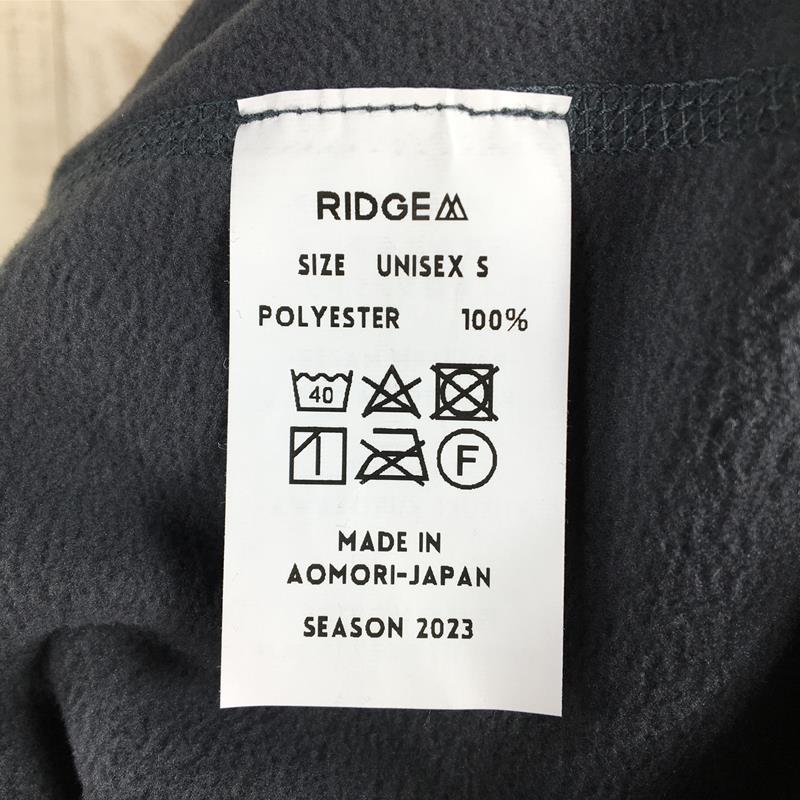 RIDGE
SIZE UNISEX S
POLYESTER 100%
40
F
MADE IN
AOMORI-JAPAN
SEASON 2023